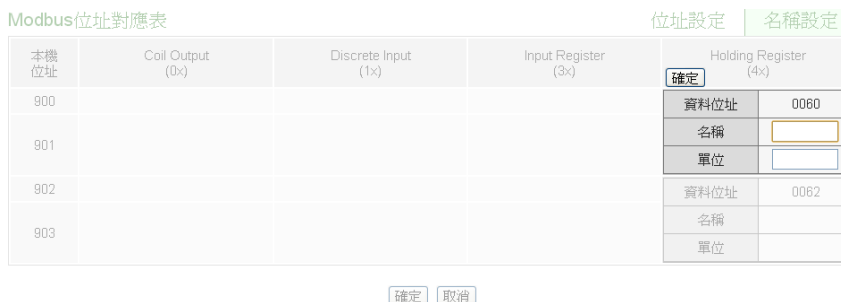 Modbus位址對應表
位址設定 名稱設定
本機位址 Coil Output (0x) Discrete Input (1x) Input Register (3x) Holding Register (4x)
確定
900 資料位址 0060
901 名稱
單位
902 資料位址 0062
903 名稱
單位
確定 取消